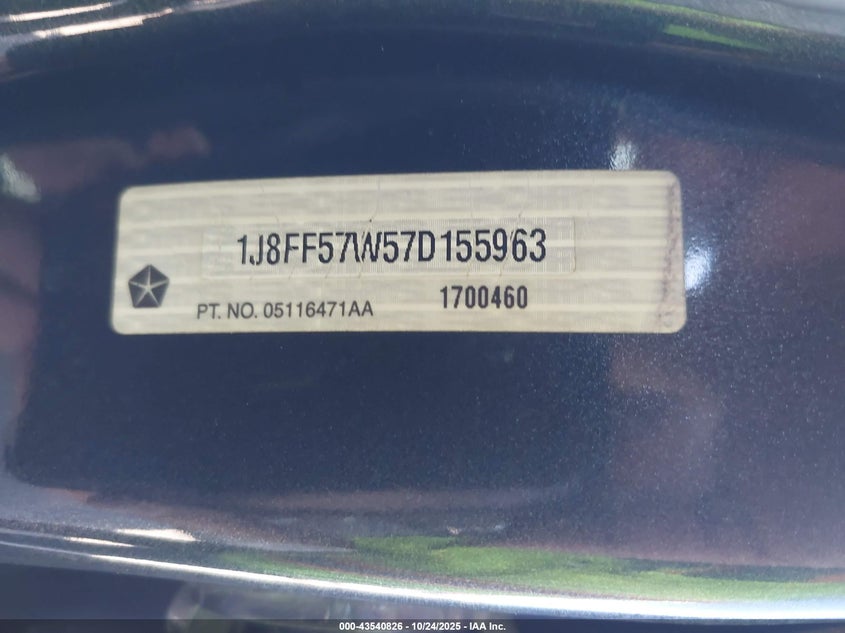 1J8FF57W57D155963
PT. NO. 05116471AA 1700460
000-43540826 - 10/24/2025 - IAA Inc.